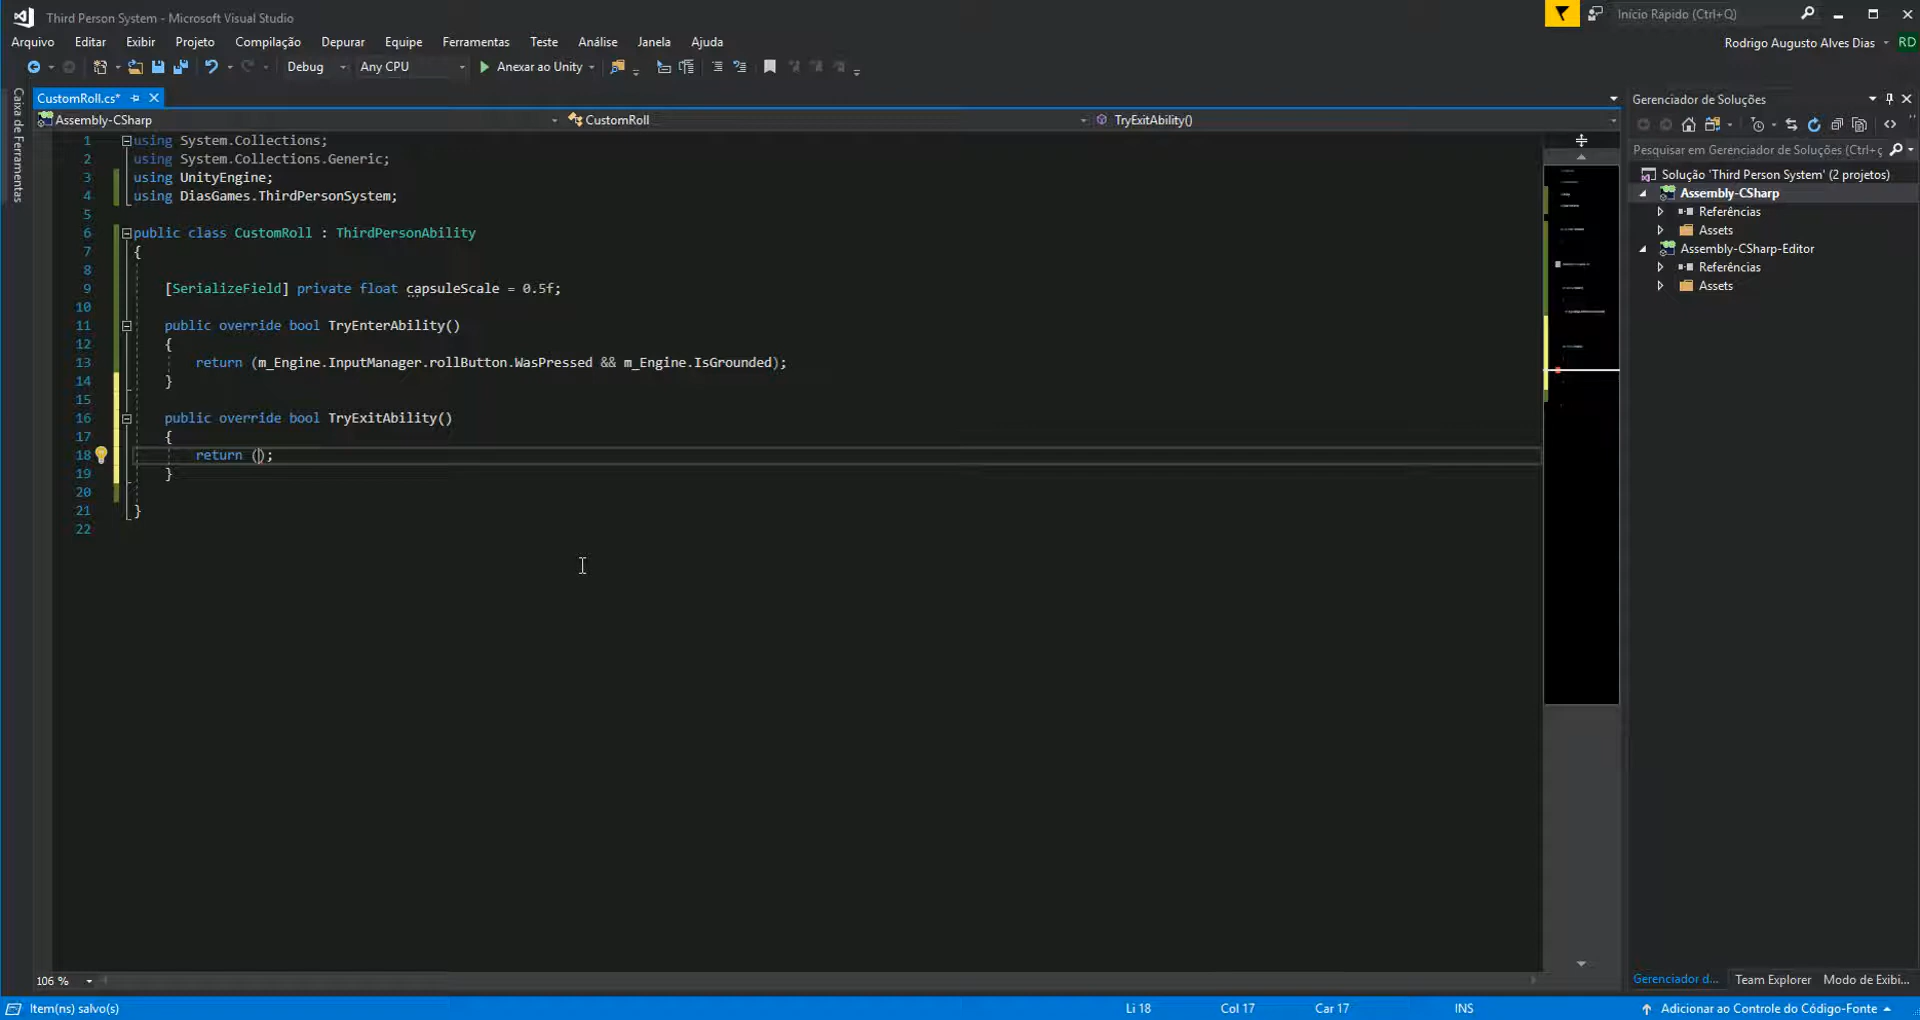 Third Person System - Microsoft Visual Studio
Início Rápido (Ctrl+Q)
Arquivo Editar Exibir Projeto Compilação Depurar Equipe Ferramentas Teste Análise Janela Ajuda
Rodrigo Augusto Alves Dias RD
Debug Any CPU Anexar ao Unity
Caixa de Ferramentas
CustomRoll.cs*
Assembly-CSharp CustomRoll TryExitAbility()
1 using System.Collections;
2 using System.Collections.Generic;
3 using UnityEngine;
4 using DiasGames.ThirdPersonSystem;
5
6 public class CustomRoll : ThirdPersonAbility
7 {
8
9 [SerializeField] private float capsuleScale = 0.5f;
10
11 public override bool TryEnterAbility()
12 {
13 return (m_Engine.InputManager.rollButton.WasPressed && m_Engine.IsGrounded);
14 }
15
16 public override bool TryExitAbility()
17 {
18 return ();
19 }
20
21 }
22
106 %
Gerenciador de Soluções
Pesquisar em Gerenciador de Soluções (Ctrl+ç
Solução 'Third Person System' (2 projetos)
Assembly-CSharp
Referências
Assets
Assembly-CSharp-Editor
Referências
Assets
Gerenciador d... Team Explorer Modo de Exibi...
Item(ns) salvo(s) Li 18 Col 17 Car 17 INS Adicionar ao Controle do Código-Fonte